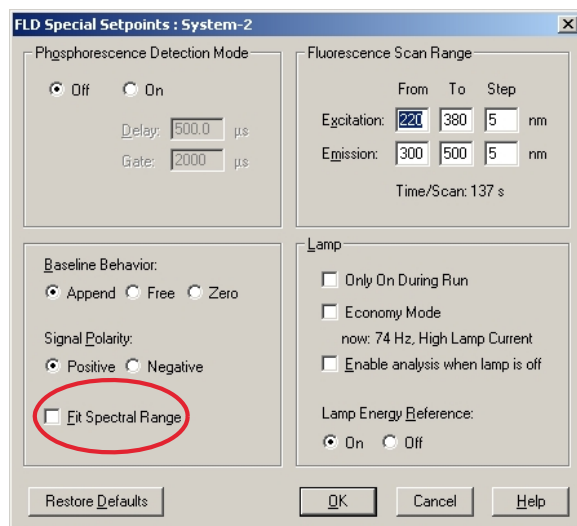 FLD Special Setpoints : System-2
Phosphorescence Detection Mode
Off On
Delay: 500.0 µs
Gate: 2000 µs
Fluorescence Scan Range
From To Step
Excitation: 220 380 5 nm
Emission: 300 500 5 nm
Time/Scan: 137 s
Baseline Behavior:
Append Free Zero
Signal Polarity:
Positive Negative
Fit Spectral Range
Lamp
Only On During Run
Economy Mode
now: 74 Hz, High Lamp Current
Enable analysis when lamp is off
Lamp Energy Reference:
On Off
Restore Defaults OK Cancel Help